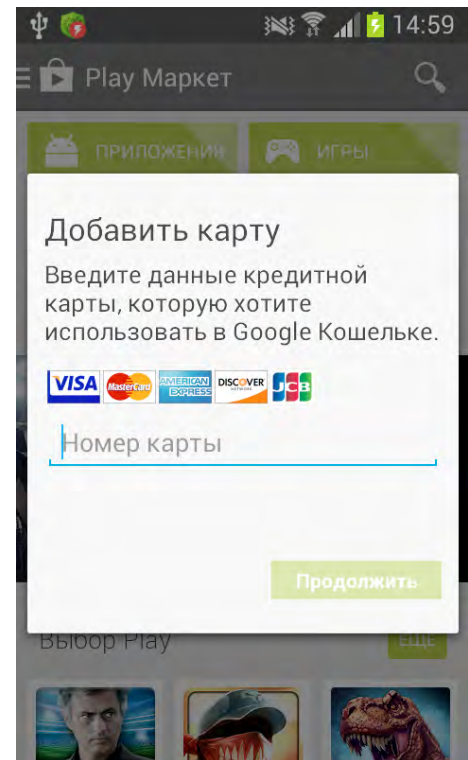 14:59
Play Маркет
ПРИЛОЖЕНИЯ
ИГРЫ
Добавить карту
Введите данные кредитной
карты, которую хотите
использовать в Google Кошельке.
VISA MasterCard AMERICAN EXPRESS DISCOVER NETWORK JCB
Номер карты
Продолжить
Выбор Play
ЕЩЕ